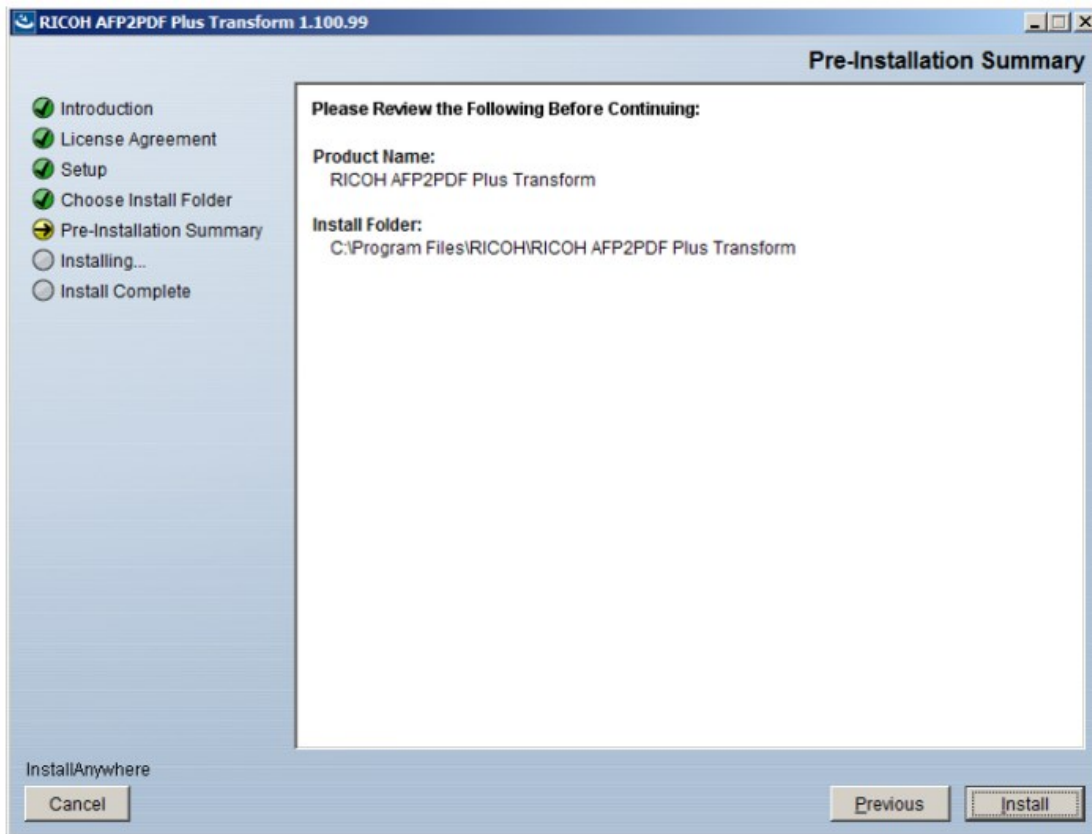 RICOH AFP2PDF Plus Transform 1.100.99
Pre-Installation Summary
Introduction
License Agreement
Setup
Choose Install Folder
Pre-Installation Summary
Installing...
Install Complete
Please Review the Following Before Continuing:
Product Name:
RICOH AFP2PDF Plus Transform
Install Folder:
C:\Program Files\RICOH\RICOH AFP2PDF Plus Transform
InstallAnywhere
Cancel
Previous
Install